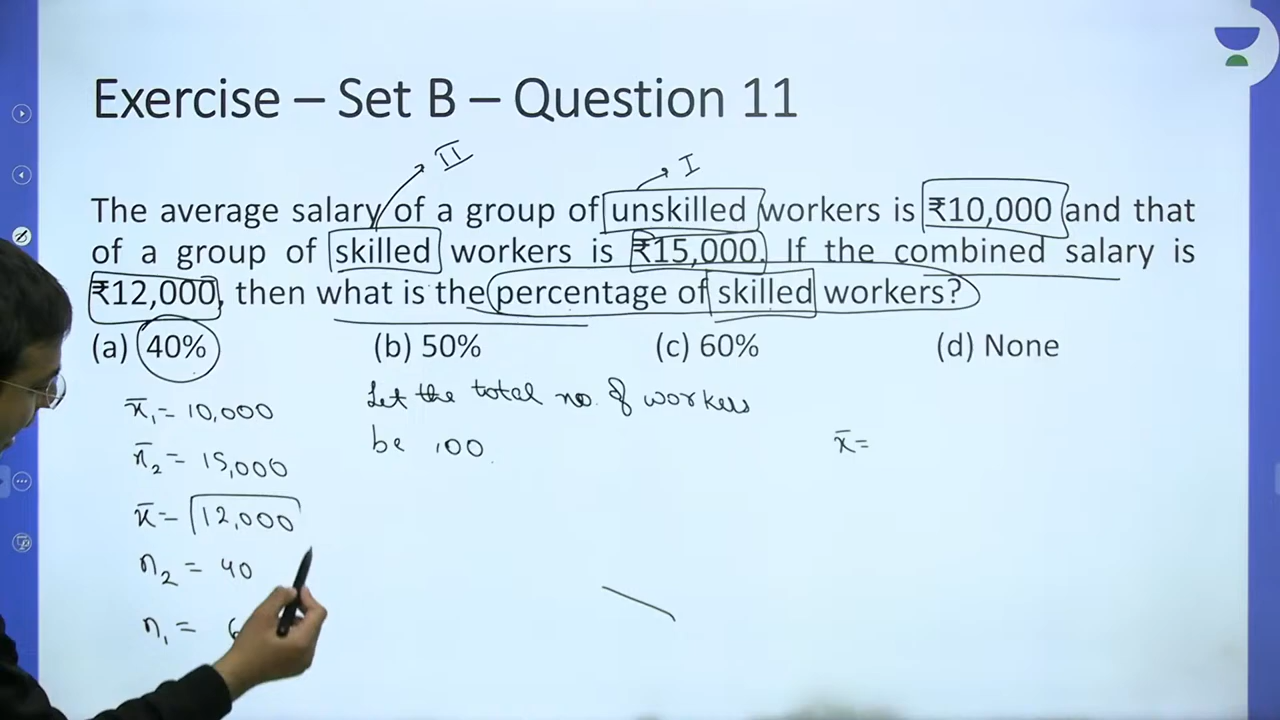 Exercise – Set B – Question 11
II
I
The average salary of a group of unskilled workers is ₹10,000 and that
of a group of skilled workers is ₹15,000. If the combined salary is
₹12,000, then what is the percentage of skilled workers?
(a) 40% (b) 50% (c) 60% (d) None
x̄₁ = 10,000
x̄₂ = 15,000
x̄ = 12,000
n₂ = 40
n₁ =
Let the total no. of workers
be 100.
x̄ =